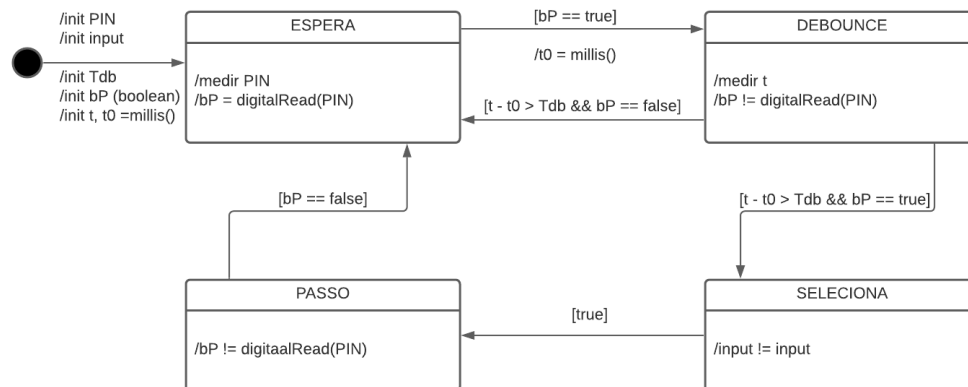 /init PIN
/init input
/init Tdb
/init bP (boolean)
/init t, t0 =millis()
ESPERA
/medir PIN
/bP = digitalRead(PIN)
[bP == true]
/t0 = millis()
[t - t0 > Tdb && bP == false]
DEBOUNCE
/medir t
/bP != digitalRead(PIN)
[bP == false]
[t - t0 > Tdb && bP == true]
PASSO
/bP != digitaalRead(PIN)
[true]
SELECIONA
/input != input